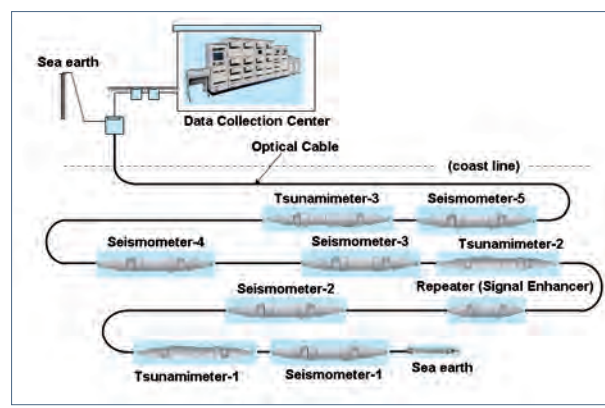 Sea earth
Data Collection Center
Optical Cable
(coast line)
Tsunamimeter-3
Seismometer-5
Seismometer-4
Seismometer-3
Tsunamimeter-2
Seismometer-2
Repeater (Signal Enhancer)
Tsunamimeter-1
Seismometer-1
Sea earth